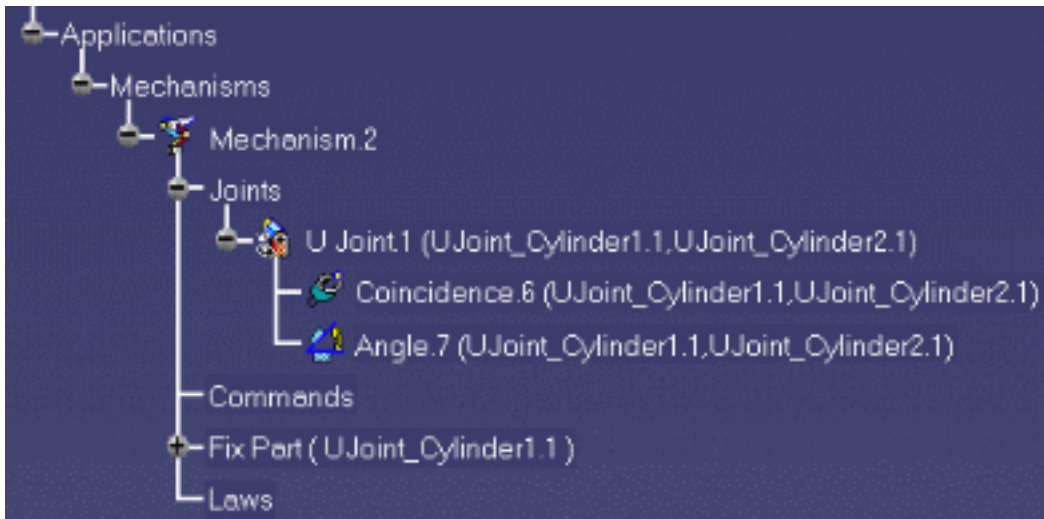 Applications
Mechanisms
Mechanism.2
Joints
U Joint.1 (UJoint_Cylinder1.1,UJoint_Cylinder2.1)
Coincidence.6 (UJoint_Cylinder1.1,UJoint_Cylinder2.1)
Angle.7 (UJoint_Cylinder1.1,UJoint_Cylinder2.1)
Commands
Fix Part ( UJoint_Cylinder1.1 )
Laws